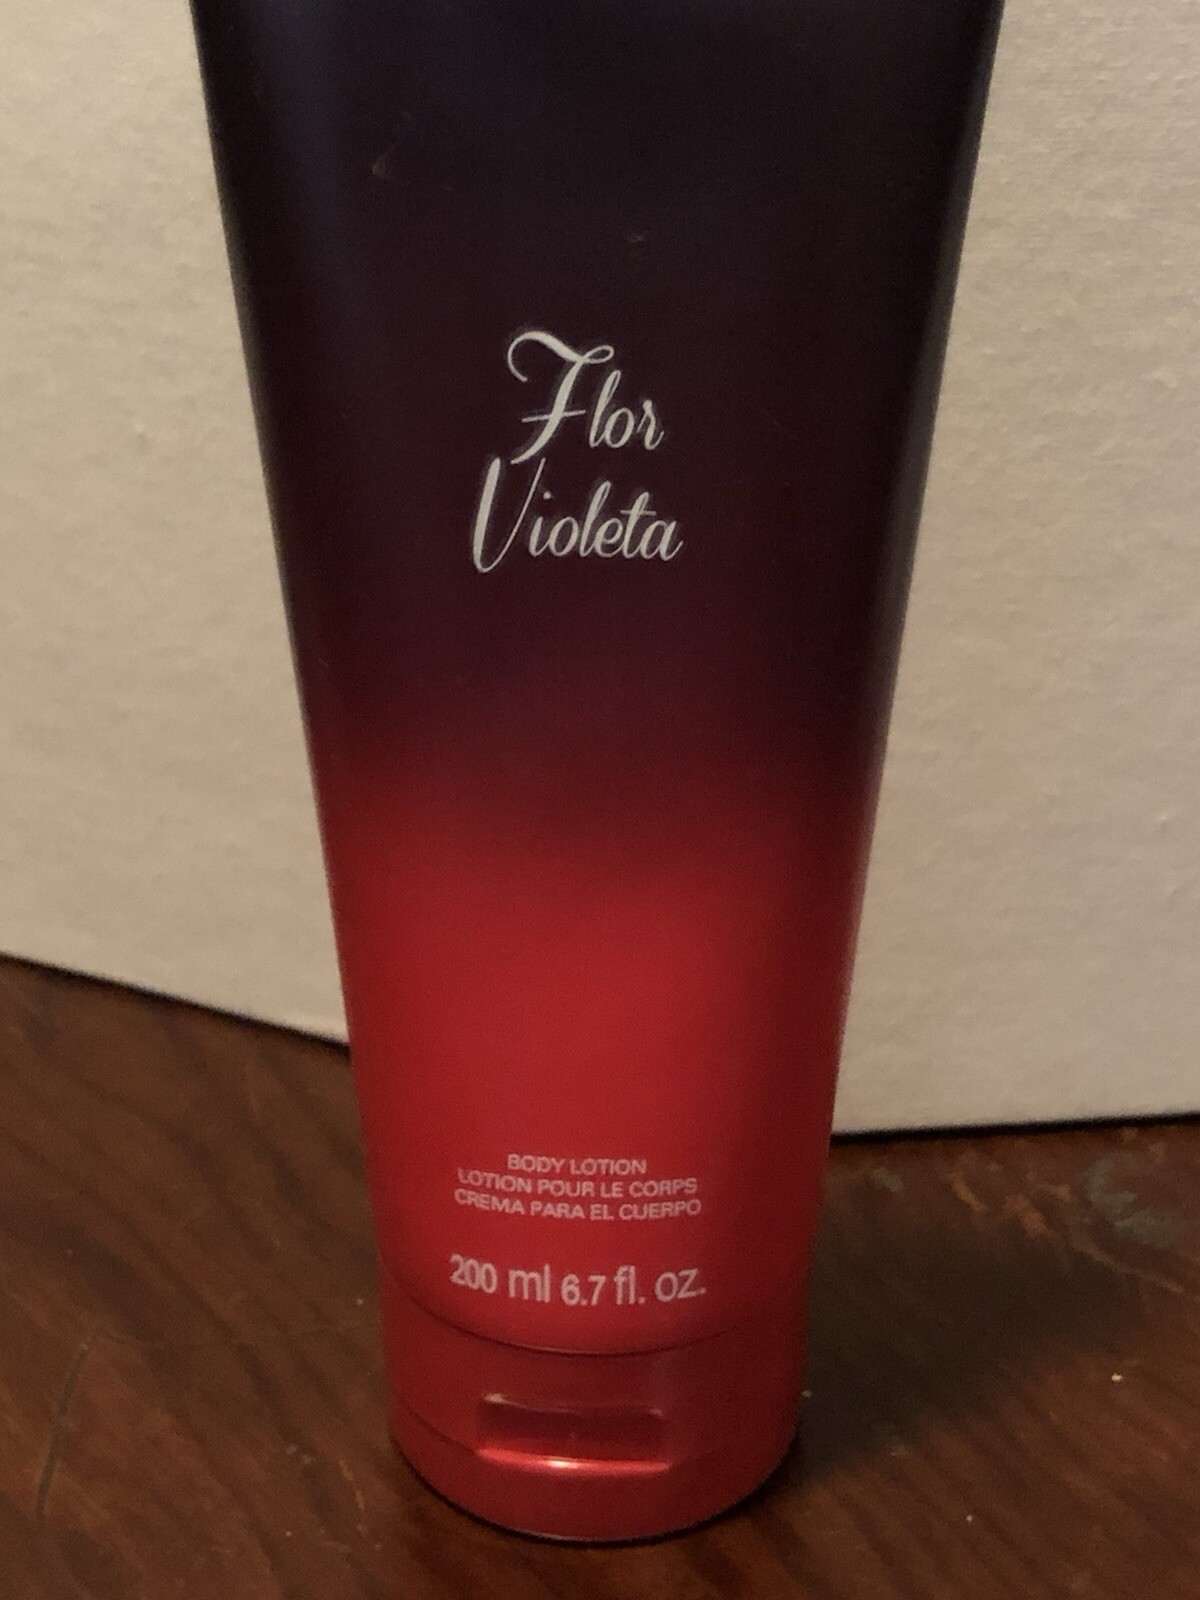 Flor
Violeta
BODY LOTION
LOTION POUR LE CORPS
CREMA PARA EL CUERPO
200 ml 6.7 fl. oz.